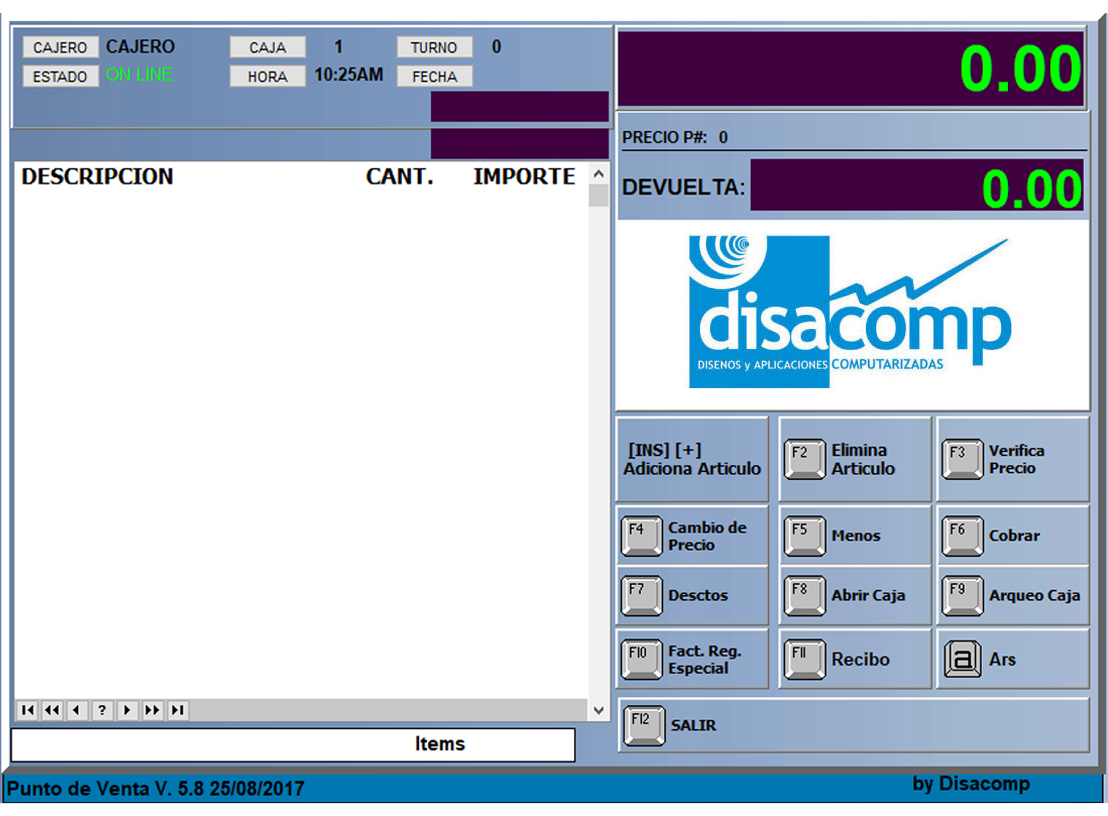 CAJERO CAJERO CAJA 1 TURNO 0
ESTADO ON LINE HORA 10:25AM FECHA
0.00
PRECIO P#: 0
DEVUELTA: 0.00
DESCRIPCION CANT. IMPORTE
disacomp
DISENOS y APLICACIONES COMPUTARIZADAS
[INS] [+]
Adiciona Articulo
F2 Elimina
Articulo
F3 Verifica
Precio
F4 Cambio de
Precio
F5 Menos
F6 Cobrar
F7 Desctos
F8 Abrir Caja
F9 Arqueo Caja
F10 Fact. Reg.
Especial
F11 Recibo
a Ars
F12 SALIR
?
Items
Punto de Venta V. 5.8 25/08/2017
by Disacomp